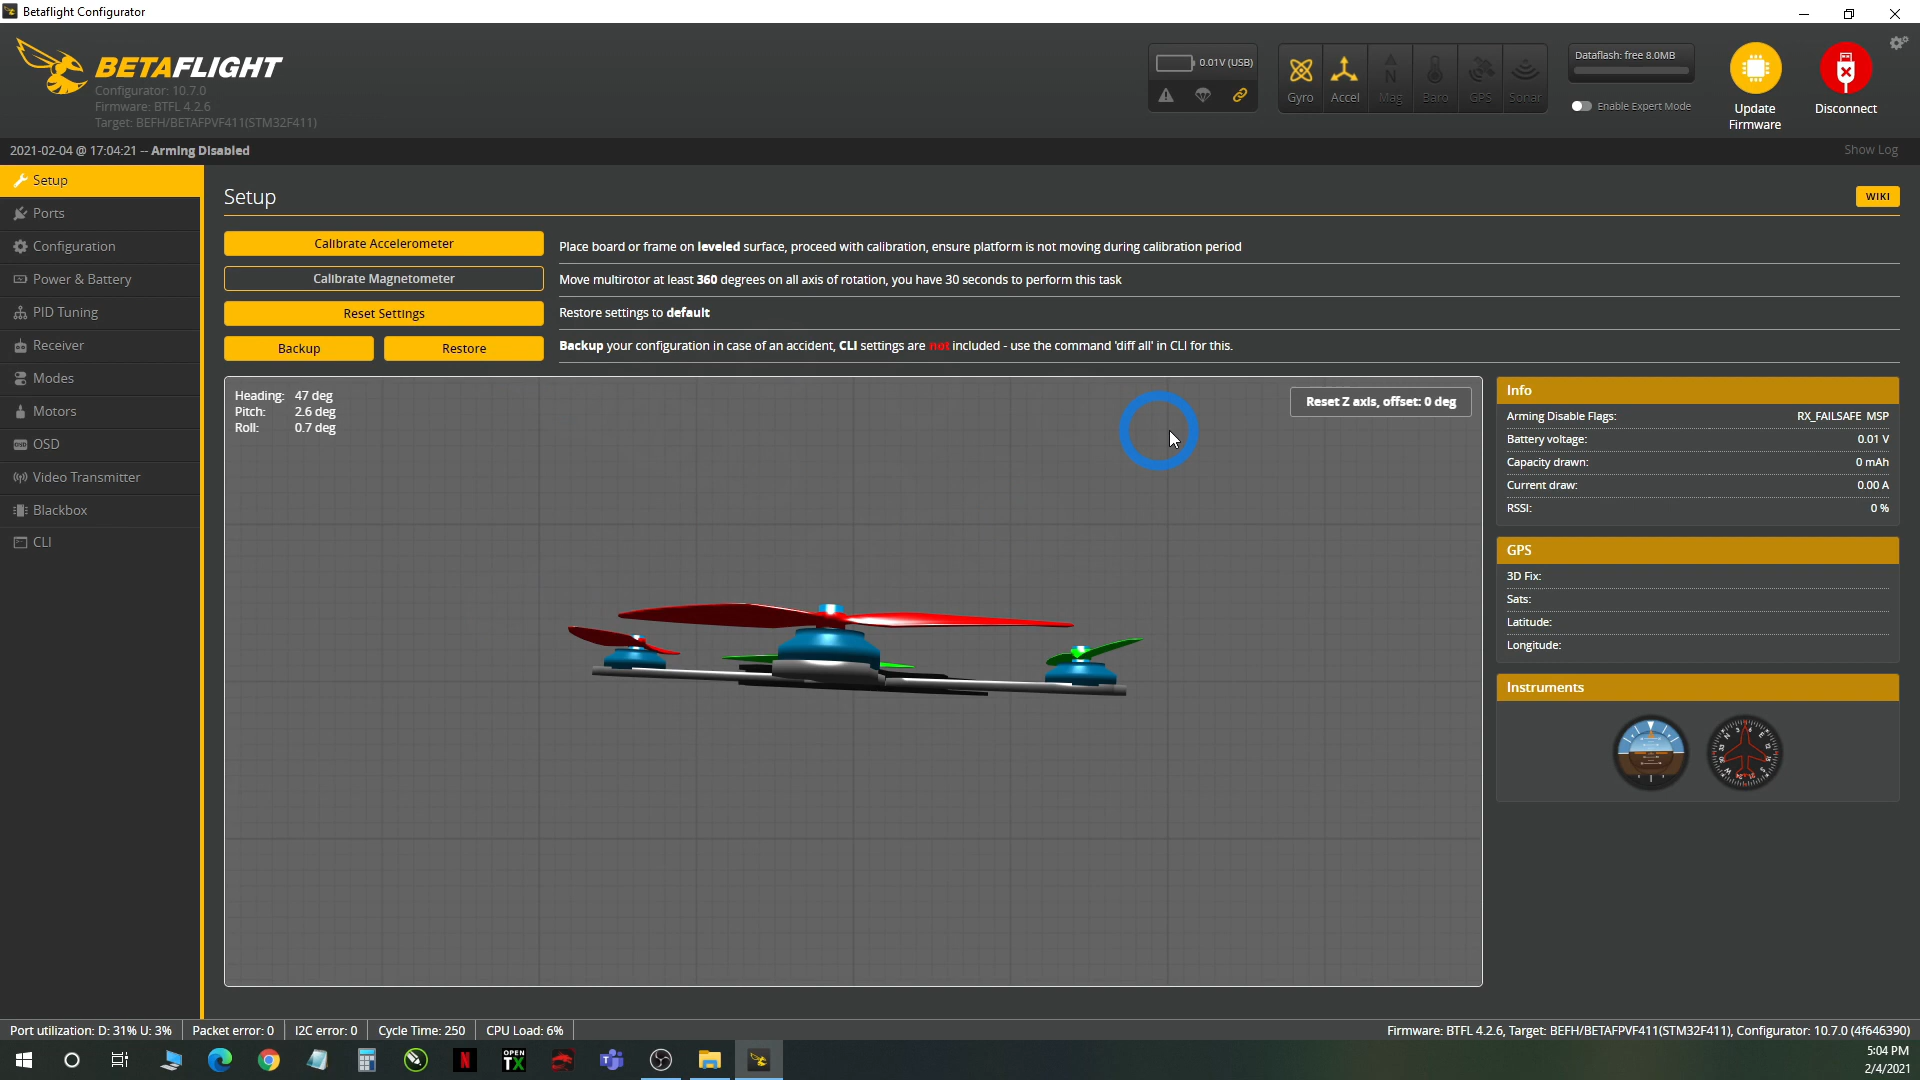 Betaflight Configurator
BETAFLIGHT
Configurator: 10.7.0
Firmware: BTFL 4.2.6
Target: BEFH/BETAFPVF411(STM32F411)
0.01V (USB)
Gyro
Accel
Mag
Baro
GPS
Sonar
Dataflash: free 8.0MB
Enable Expert Mode
Update Firmware
Disconnect
2021-02-04 @ 17:04:21 -- Arming Disabled
Show Log
Setup
Ports
Configuration
Power & Battery
PID Tuning
Receiver
Modes
Motors
OSD
Video Transmitter
Blackbox
CLI
Setup
WIKI
Calibrate Accelerometer
Place board or frame on leveled surface, proceed with calibration, ensure platform is not moving during calibration period
Calibrate Magnetometer
Move multirotor at least 360 degrees on all axis of rotation, you have 30 seconds to perform this task
Reset Settings
Restore settings to default
Backup
Restore
Backup your configuration in case of an accident, CLI settings are not included - use the command 'diff all' in CLI for this.
Heading: 47 deg
Pitch: 2.6 deg
Roll: 0.7 deg
Reset Z axis, offset: 0 deg
Info
Arming Disable Flags: RX_FAILSAFE MSP
Battery voltage: 0.01 V
Capacity drawn: 0 mAh
Current draw: 0.00 A
RSSI: 0 %
GPS
3D Fix:
Sats:
Latitude:
Longitude:
Instruments
Port utilization: D: 31% U: 3%
Packet error: 0
I2C error: 0
Cycle Time: 250
CPU Load: 6%
Firmware: BTFL 4.2.6, Target: BEFH/BETAFPVF411(STM32F411), Configurator: 10.7.0 (4f646390)
OPEN
TX
5:04 PM
2/4/2021